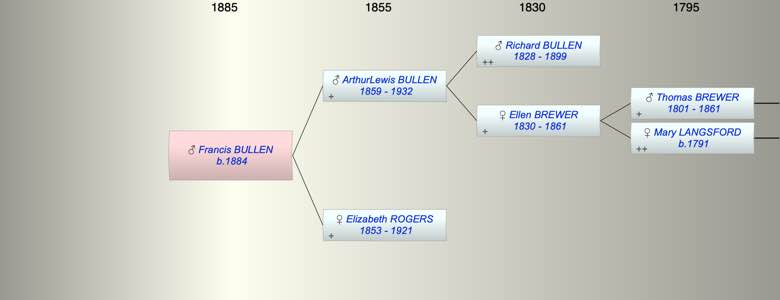 1885 1855 1830 1795
♂ Richard BULLEN
1828 - 1899
++
♂ ArthurLewis BULLEN
1859 - 1932
+
♂ Thomas BREWER
1801 - 1861
+
♀ Ellen BREWER
1830 - 1861
+
♀ Mary LANGSFORD
b.1791
++
♂ Francis BULLEN
b.1884
♀ Elizabeth ROGERS
1853 - 1921
+